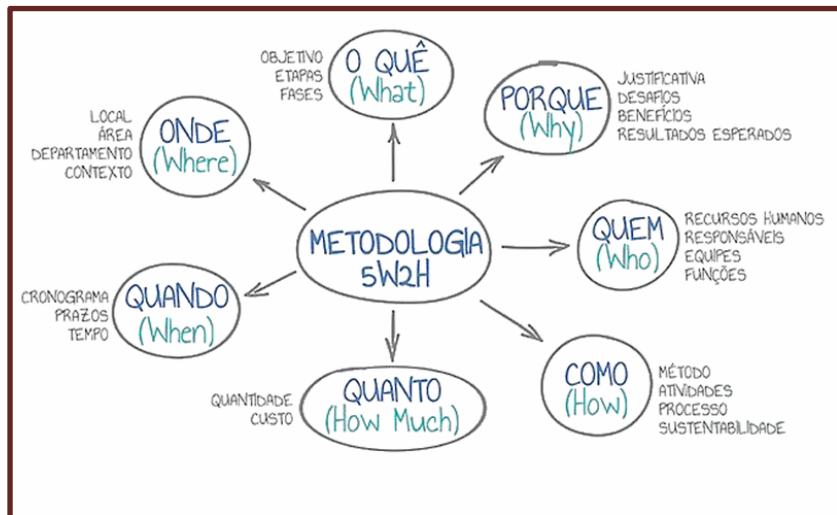 OBJETIVO
ETAPAS
FASES
O QUÊ
(What)
PORQUE
(Why)
JUSTIFICATIVA
DESAFIOS
BENEFÍCIOS
RESULTADOS ESPERADOS
LOCAL
ÁREA
DEPARTAMENTO
CONTEXTO
ONDE
(Where)
METODOLOGIA
5W2H
QUEM
(Who)
RECURSOS HUMANOS
RESPONSÁVEIS
EQUIPES
FUNÇÕES
CRONOGRAMA
PRAZOS
TEMPO
QUANDO
(When)
QUANTIDADE
CUSTO
QUANTO
(How Much)
COMO
(How)
MÉTODO
ATIVIDADES
PROCESSO
SUSTENTABILIDADE